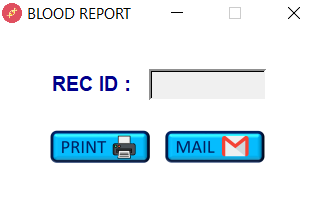 BLOOD REPORT
REC ID :
PRINT
MAIL